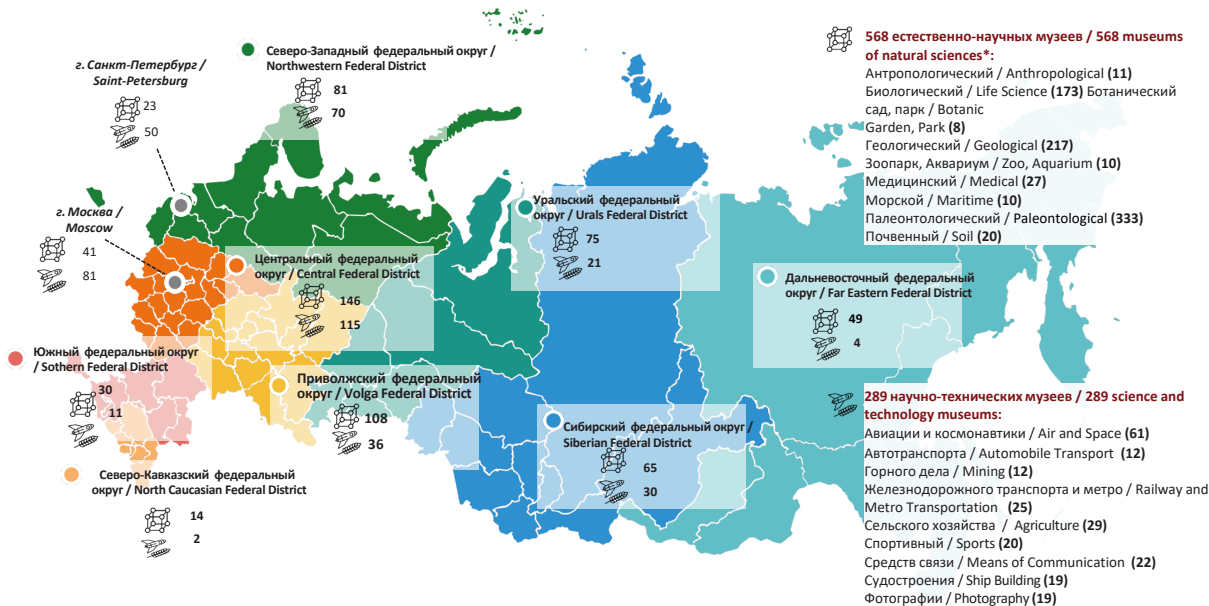 Северо-Западный федеральный округ /
Northwestern Federal District
81
70
г. Санкт-Петербург /
Saint-Petersburg
23
50
г. Москва /
Moscow
41
81
Уральский федеральный
округ / Urals Federal District
75
21
Центральный федеральный
округ / Central Federal District
146
115
Дальневосточный федеральный
округ / Far Eastern Federal District
49
4
Южный федеральный округ
/ Sothern Federal District
30
11
Приволжский федеральный
округ / Volga Federal District
108
36
Сибирский федеральный округ /
Siberian Federal District
65
30
Северо-Кавказский федеральный
округ / North Caucasian Federal District
14
2
568 естественно-научных музеев / 568 museums
of natural sciences*:
Антропологический / Anthropological (11)
Биологический / Life Science (173) Ботанический
сад, парк / Botanic
Garden, Park (8)
Геологический / Geological (217)
Зоопарк, Аквариум / Zoo, Aquarium (10)
Медицинский / Medical (27)
Морской / Maritime (10)
Палеонтологический / Paleontological (333)
Почвенный / Soil (20)
289 научно-технических музеев / 289 science and
technology museums:
Авиации и космонавтики / Air and Space (61)
Автотранспорта / Automobile Transport (12)
Горного дела / Mining (12)
Железнодорожного транспорта и метро / Railway and
Metro Transportation (25)
Сельского хозяйства / Agriculture (29)
Спортивный / Sports (20)
Средств связи / Means of Communication (22)
Судостроения / Ship Building (19)
Фотографии / Photography (19)